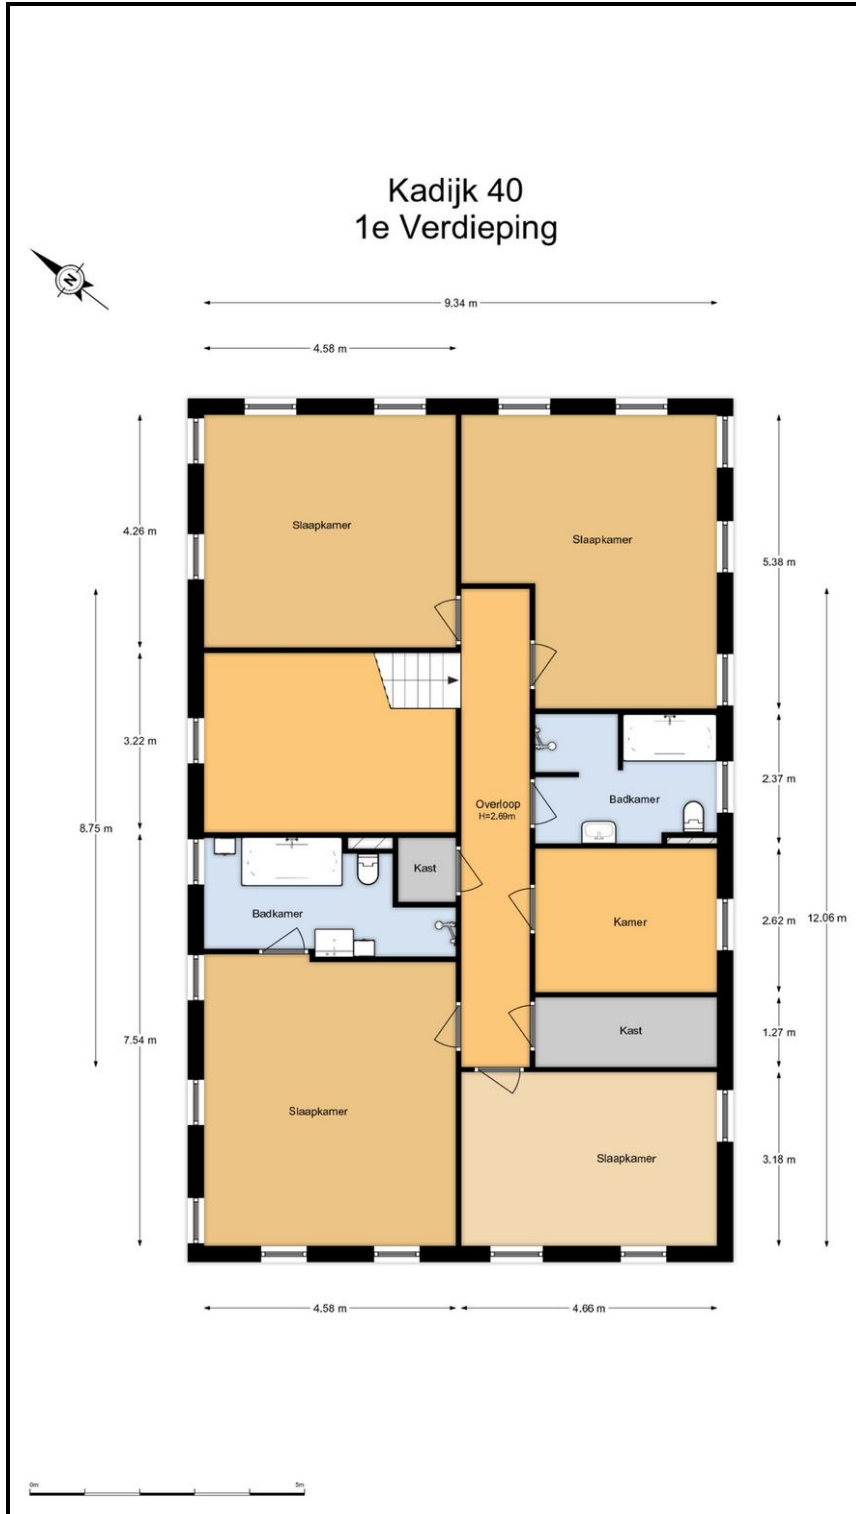 Kadijk 40
1e Verdieping
N
9.34 m
4.58 m
4.26 m
Slaapkamer
Slaapkamer
5.38 m
3.22 m
2.37 m
Overloop
H=2.69m
Badkamer
8.75 m
Kast
Badkamer
Kamer
2.62 m
12.06 m
7.54 m
Kast
1.27 m
Slaapkamer
Slaapkamer
3.18 m
4.58 m
4.66 m
0m
5m